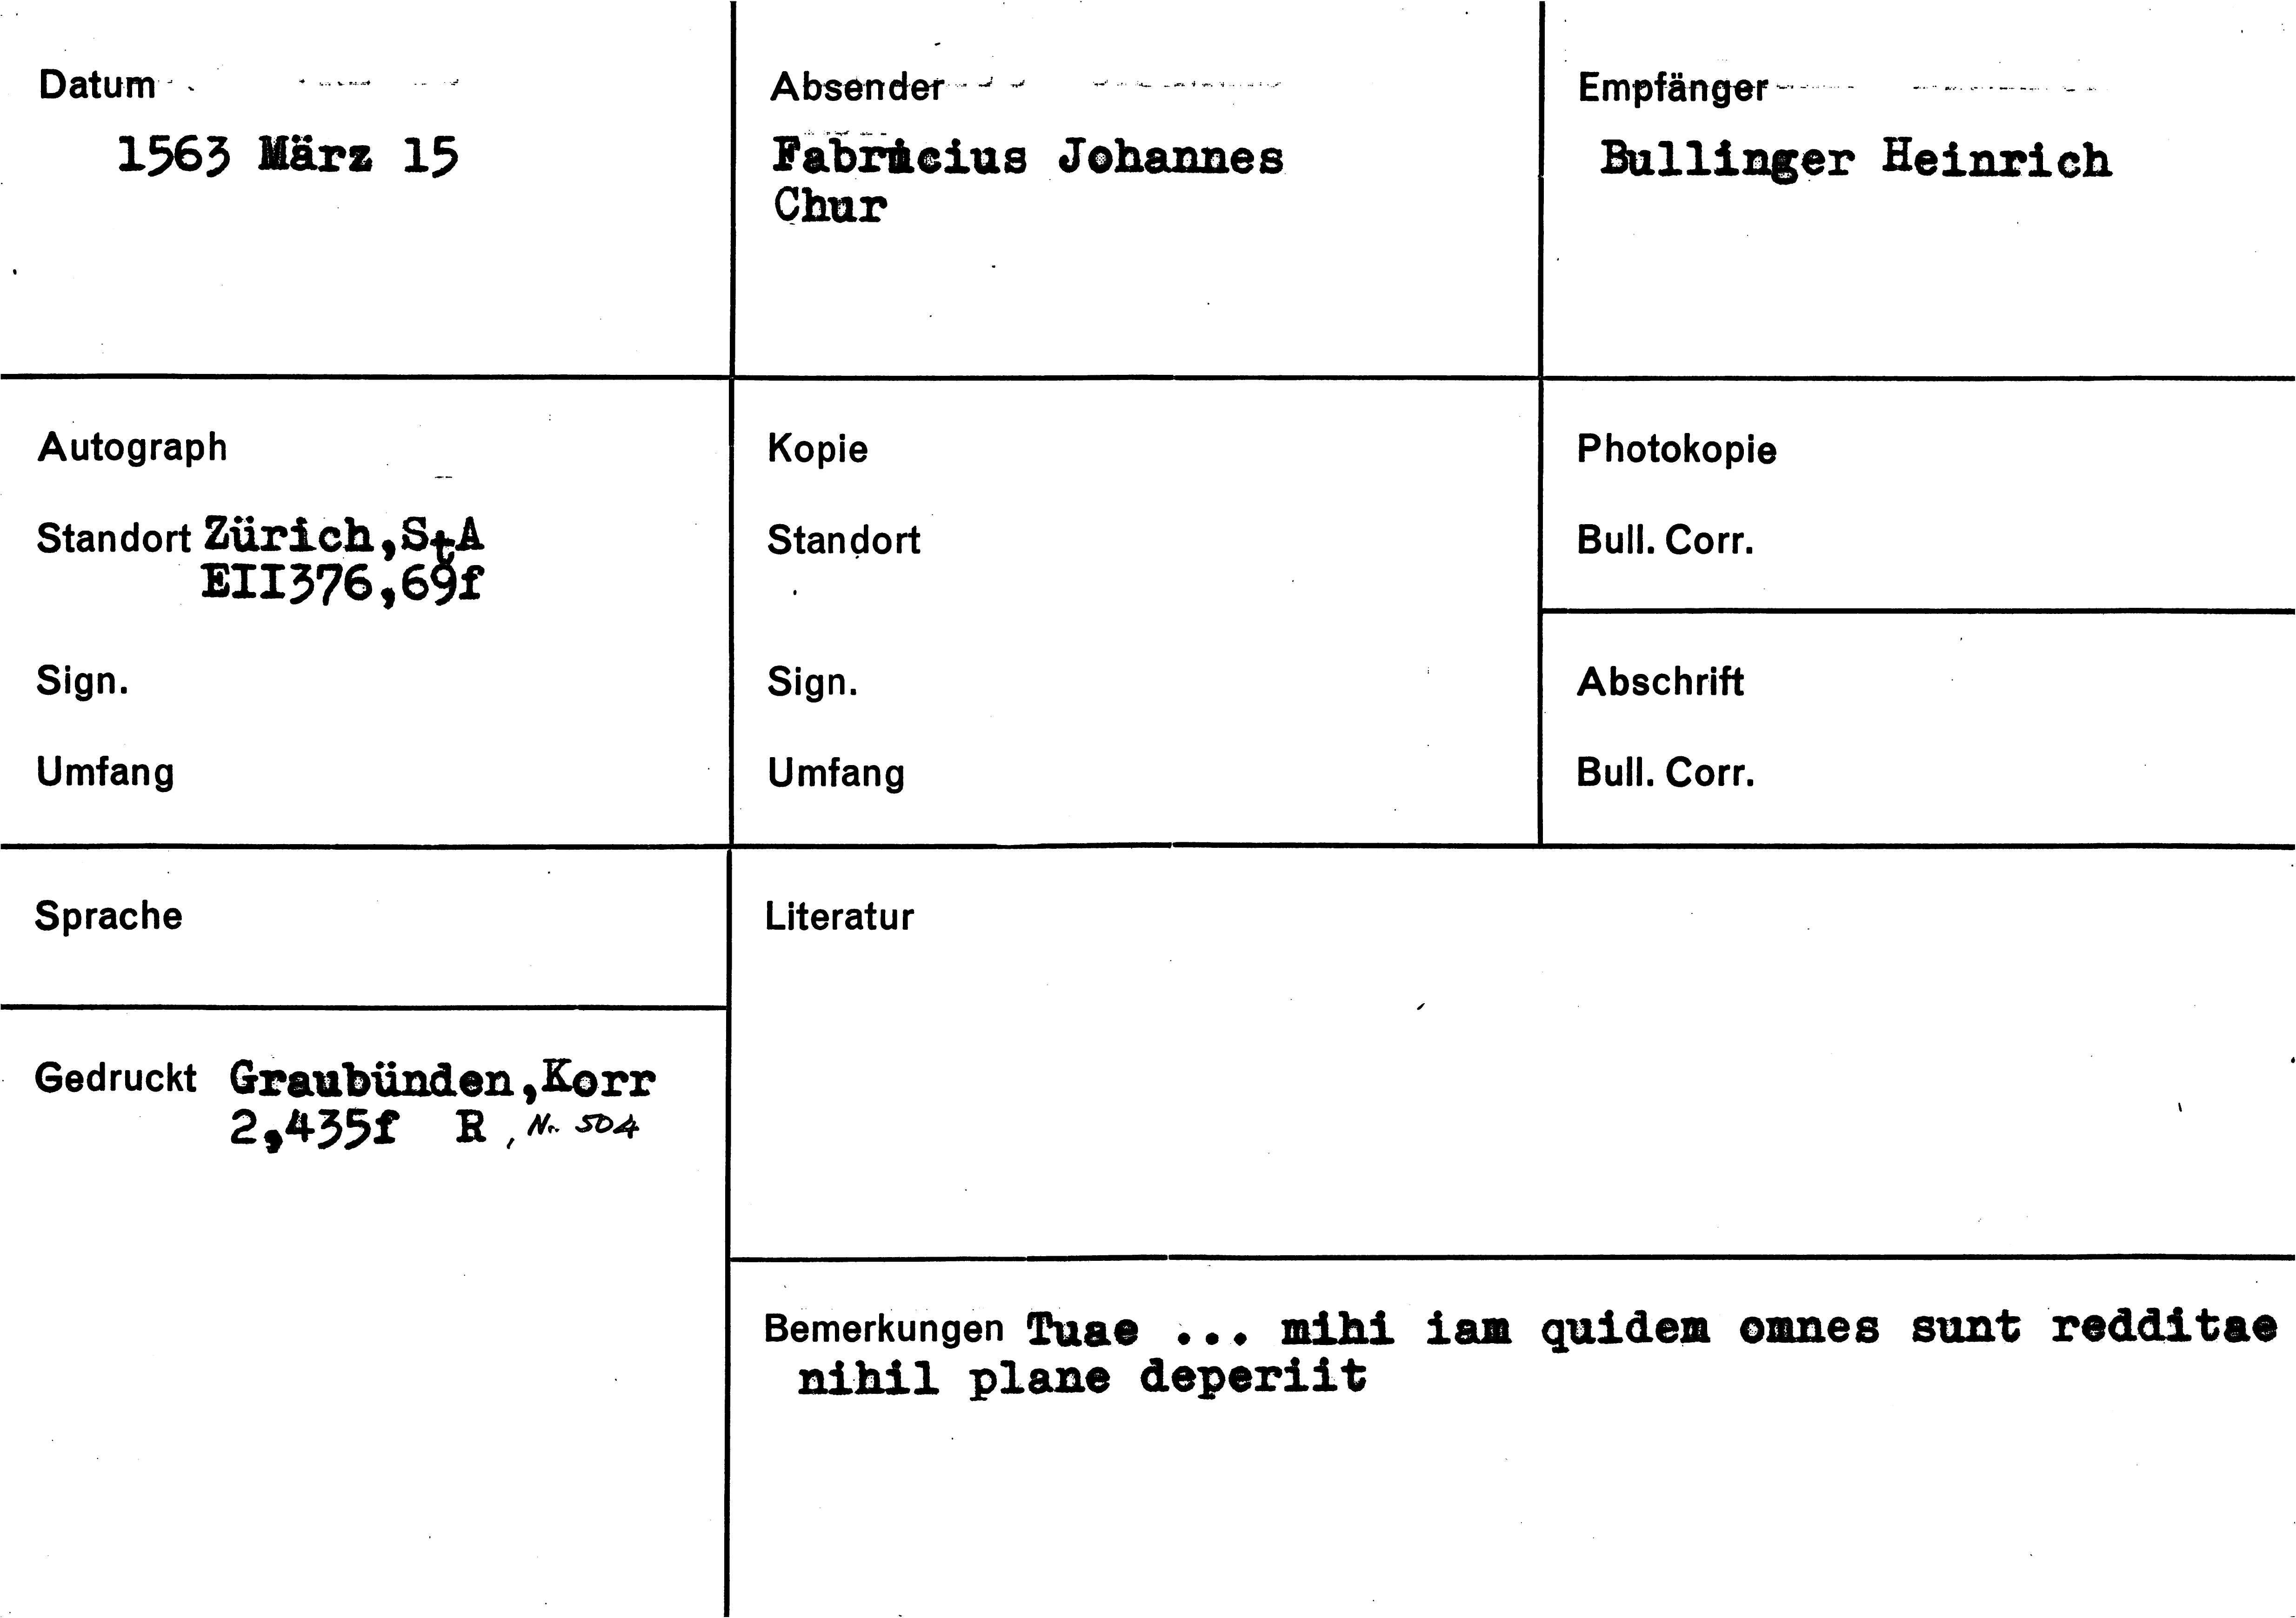 Datum
1563 März 15
Absender
Fabricius Johannes
Chur
Empfänger
Bullinger Heinrich
Autograph
Standort Zürich,StA
EII376,69f
Sign.
Umfang
Kopie
Standort
Sign.
Umfang
Photokopie
Bull. Corr.
Abschrift
Bull. Corr.
Sprache
Gedruckt Graubünden,Korr
2,435f R , Nr. 504
Literatur
Bemerkungen Tuae ... mihi iam quidem omnes sunt redditae
nihil plane deperiit